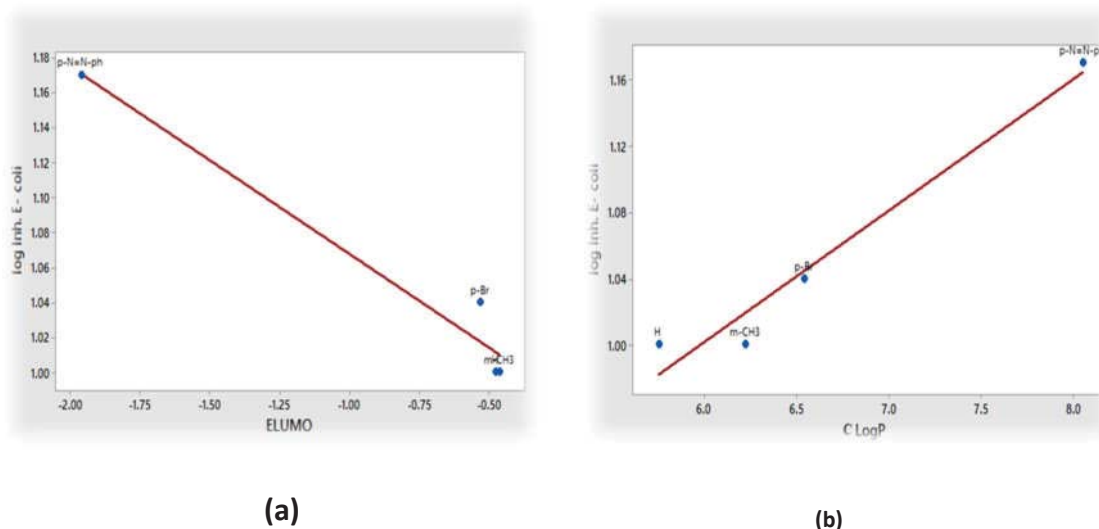 1.18
1.16
1.14
1.12
1.10
1.08
1.06
1.04
1.02
1.00
log Inh. E- coli
p-N=N-ph
p-Br
m-CH3
-2.00 -1.75 -1.50 -1.25 -1.00 -0.75 -0.50
ELUMO
(a)
1.16
1.12
1.08
1.04
1.00
log Inh. E- coli
p-N=N-p
p-Br
H
m-CH3
6.0 6.5 7.0 7.5 8.0
C LogP
(b)